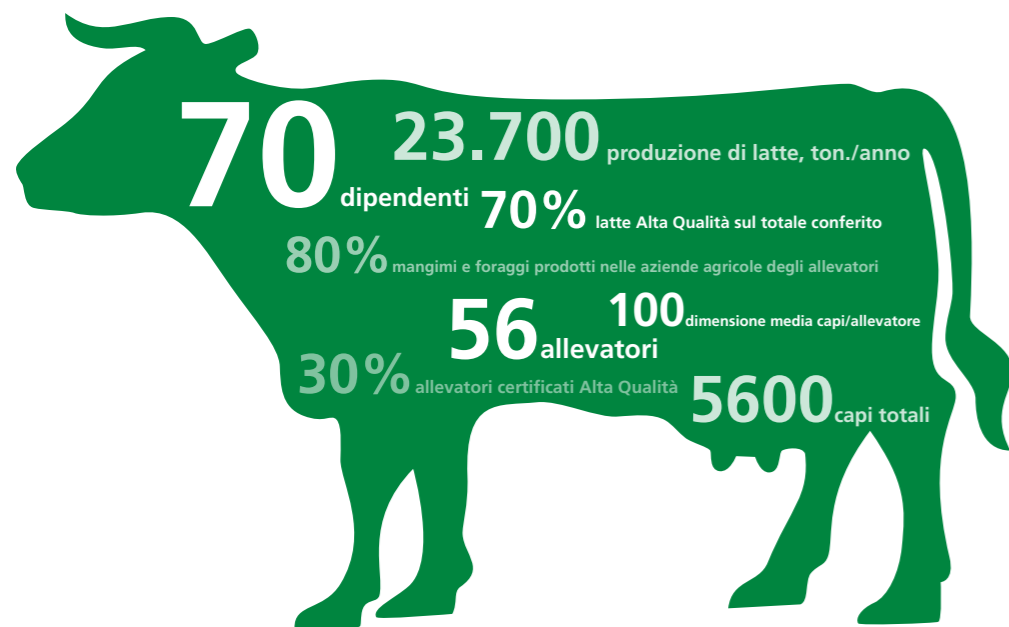 70 dipendenti
23.700 produzione di latte, ton./anno
70% latte Alta Qualità sul totale conferito
80% mangimi e foraggi prodotti nelle aziende agricole degli allevatori
100 dimensione media capi/allevatore
56 allevatori
30% allevatori certificati Alta Qualità
5600 capi totali